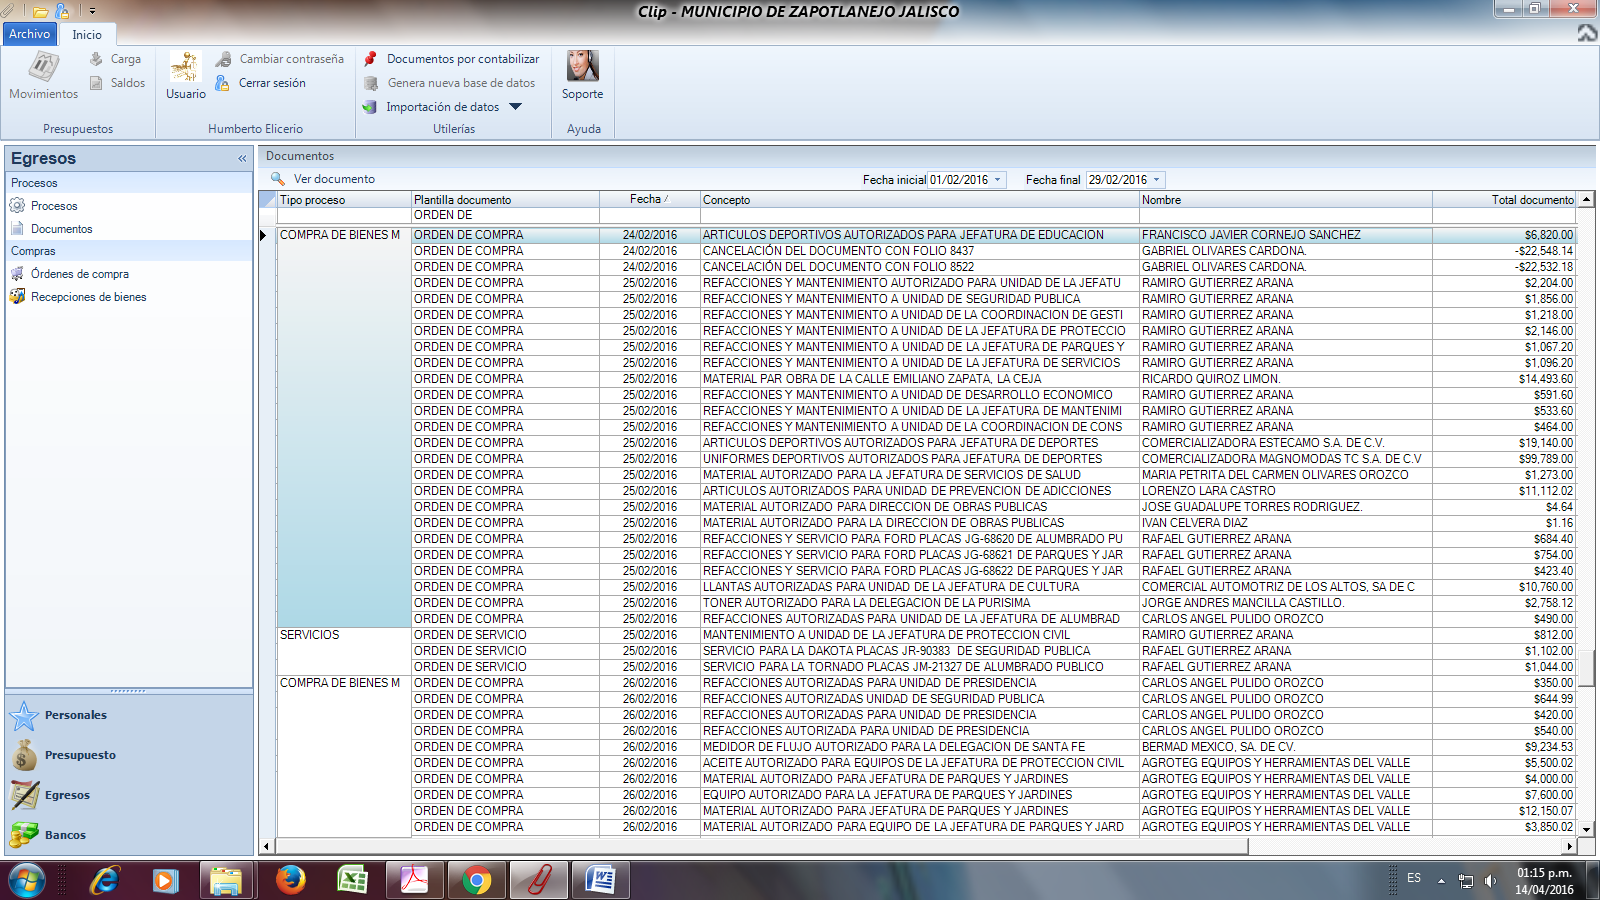 Clip - MUNICIPIO DE ZAPOTLANEJO JALISCO
Archivo Inicio
Movimientos Carga Saldos
Presupuestos
Usuario Cambiar contraseña Cerrar sesión
Humberto Elicerio
Documentos por contabilizar
Genera nueva base de datos
Importación de datos
Utilerías
Soporte
Ayuda
Egresos «
Procesos
Procesos
Documentos
Compras
Órdenes de compra
Recepciones de bienes
Personales
Presupuesto
Egresos
Bancos
Documentos
Ver documento Fecha inicial 01/02/2016 Fecha final 29/02/2016
Tipo proceso Plantilla documento Fecha / Concepto Nombre Total documento
ORDEN DE
COMPRA DE BIENES M ORDEN DE COMPRA 24/02/2016 ARTICULOS DEPORTIVOS AUTORIZADOS PARA JEFATURA DE EDUCACION FRANCISCO JAVIER CORNEJO SANCHEZ $6,820.00
ORDEN DE COMPRA 24/02/2016 CANCELACIÓN DEL DOCUMENTO CON FOLIO 8437 GABRIEL OLIVARES CARDONA. -$22,548.14
ORDEN DE COMPRA 24/02/2016 CANCELACIÓN DEL DOCUMENTO CON FOLIO 8522 GABRIEL OLIVARES CARDONA. -$22,532.18
ORDEN DE COMPRA 25/02/2016 REFACCIONES Y MANTENIMIENTO AUTORIZADO PARA UNIDAD DE LA JEFATU RAMIRO GUTIERREZ ARANA $2,204.00
ORDEN DE COMPRA 25/02/2016 REFACCIONES Y MANTENIMIENTO A UNIDAD DE SEGURIDAD PUBLICA RAMIRO GUTIERREZ ARANA $1,856.00
ORDEN DE COMPRA 25/02/2016 REFACCIONES Y MANTENIMIENTO A UNIDAD DE LA COORDINACION DE GESTI RAMIRO GUTIERREZ ARANA $1,218.00
ORDEN DE COMPRA 25/02/2016 REFACCIONES Y MANTENIMIENTO A UNIDAD DE LA JEFATURA DE PROTECCIO RAMIRO GUTIERREZ ARANA $2,146.00
ORDEN DE COMPRA 25/02/2016 REFACCIONES Y MANTENIMIENTO A UNIDAD DE LA JEFATURA DE PARQUES Y RAMIRO GUTIERREZ ARANA $1,067.20
ORDEN DE COMPRA 25/02/2016 REFACCIONES Y MANTENIMIENTO A UNIDAD DE LA JEFATURA DE SERVICIOS RAMIRO GUTIERREZ ARANA $1,096.20
ORDEN DE COMPRA 25/02/2016 MATERIAL PAR OBRA DE LA CALLE EMILIANO ZAPATA, LA CEJA RICARDO QUIROZ LIMON. $14,493.60
ORDEN DE COMPRA 25/02/2016 REFACCIONES Y MANTENIMIENTO A UNIDAD DE DESARROLLO ECONOMICO RAMIRO GUTIERREZ ARANA $591.60
ORDEN DE COMPRA 25/02/2016 REFACCIONES Y MANTENIMIENTO A UNIDAD DE LA JEFATURA DE MANTENIMI RAMIRO GUTIERREZ ARANA $533.60
ORDEN DE COMPRA 25/02/2016 REFACCIONES Y MANTENIMIENTO A UNIDAD DE LA COORDINACION DE CONS RAMIRO GUTIERREZ ARANA $464.00
ORDEN DE COMPRA 25/02/2016 ARTICULOS DEPORTIVOS AUTORIZADOS PARA JEFATURA DE DEPORTES COMERCIALIZADORA ESTECAMO S.A. DE C.V. $19,140.00
ORDEN DE COMPRA 25/02/2016 UNIFORMES DEPORTIVOS AUTORIZADOS PARA JEFATURA DE DEPORTES COMERCIALIZADORA MAGNOMODAS TC S.A. DE C.V $99,789.00
ORDEN DE COMPRA 25/02/2016 MATERIAL AUTORIZADO PARA LA JEFATURA DE SERVICIOS DE SALUD MARIA PETRITA DEL CARMEN OLIVARES OROZCO $1,273.00
ORDEN DE COMPRA 25/02/2016 ARTICULOS AUTORIZADOS PARA UNIDAD DE PREVENCION DE ADICCIONES LORENZO LARA CASTRO $11,112.02
ORDEN DE COMPRA 25/02/2016 MATERIAL AUTORIZADO PARA DIRECCION DE OBRAS PUBLICAS JOSE GUADALUPE TORRES RODRIGUEZ. $4.64
ORDEN DE COMPRA 25/02/2016 MATERIAL AUTORIZADO PARA LA DIRECCION DE OBRAS PUBLICAS IVAN CELVERA DIAZ $1.16
ORDEN DE COMPRA 25/02/2016 REFACCIONES Y SERVICIO PARA FORD PLACAS JG-68620 DE ALUMBRADO PU RAFAEL GUTIERREZ ARANA $684.40
ORDEN DE COMPRA 25/02/2016 REFACCIONES Y SERVICIO PARA FORD PLACAS JG-68621 DE PARQUES Y JAR RAFAEL GUTIERREZ ARANA $754.00
ORDEN DE COMPRA 25/02/2016 REFACCIONES Y SERVICIO PARA FORD PLACAS JG-68622 DE PARQUES Y JAR RAFAEL GUTIERREZ ARANA $423.40
ORDEN DE COMPRA 25/02/2016 LLANTAS AUTORIZADAS PARA UNIDAD DE LA JEFATURA DE CULTURA COMERCIAL AUTOMOTRIZ DE LOS ALTOS, SA DE C $10,760.00
ORDEN DE COMPRA 25/02/2016 TONER AUTORIZADO PARA LA DELEGACION DE LA PURISIMA JORGE ANDRES MANCILLA CASTILLO. $2,758.12
ORDEN DE COMPRA 25/02/2016 REFACCIONES AUTORIZADAS PARA UNIDAD DE LA JEFATURA DE ALUMBRAD CARLOS ANGEL PULIDO OROZCO $490.00
SERVICIOS ORDEN DE SERVICIO 25/02/2016 MANTENIMIENTO A UNIDAD DE LA JEFATURA DE PROTECCION CIVIL RAMIRO GUTIERREZ ARANA $812.00
ORDEN DE SERVICIO 25/02/2016 SERVICIO PARA LA DAKOTA PLACAS JR-90383 DE SEGURIDAD PUBLICA RAFAEL GUTIERREZ ARANA $1,102.00
ORDEN DE SERVICIO 25/02/2016 SERVICIO PARA LA TORNADO PLACAS JM-21327 DE ALUMBRADO PUBLICO RAFAEL GUTIERREZ ARANA $1,044.00
COMPRA DE BIENES M ORDEN DE COMPRA 26/02/2016 REFACCIONES AUTORIZADAS PARA UNIDAD DE PRESIDENCIA CARLOS ANGEL PULIDO OROZCO $350.00
ORDEN DE COMPRA 26/02/2016 REFACCIONES AUTORIZADAS UNIDAD DE SEGURIDAD PUBLICA CARLOS ANGEL PULIDO OROZCO $644.99
ORDEN DE COMPRA 26/02/2016 REFACCIONES AUTORIZADAS PARA UNIDAD DE PRESIDENCIA CARLOS ANGEL PULIDO OROZCO $420.00
ORDEN DE COMPRA 26/02/2016 REFACCION AUTORIZADA PARA UNIDAD DE PRESIDENCIA CARLOS ANGEL PULIDO OROZCO $540.00
ORDEN DE COMPRA 26/02/2016 MEDIDOR DE FLUJO AUTORIZADO PARA LA DELEGACION DE SANTA FE BERMAD MEXICO, SA. DE CV. $9,234.53
ORDEN DE COMPRA 26/02/2016 ACEITE AUTORIZADO PARA EQUIPOS DE LA JEFATURA DE PROTECCION CIVIL AGROTEG EQUIPOS Y HERRAMIENTAS DEL VALLE $5,500.02
ORDEN DE COMPRA 26/02/2016 MATERIAL AUTORIZADO PARA JEFATURA DE PARQUES Y JARDINES AGROTEG EQUIPOS Y HERRAMIENTAS DEL VALLE $4,000.00
ORDEN DE COMPRA 26/02/2016 EQUIPO AUTORIZADO PARA LA JEFATURA DE PARQUES Y JARDINES AGROTEG EQUIPOS Y HERRAMIENTAS DEL VALLE $7,600.00
ORDEN DE COMPRA 26/02/2016 MATERIAL AUTORIZADO PARA JEFATURA DE PARQUES Y JARDINES AGROTEG EQUIPOS Y HERRAMIENTAS DEL VALLE $12,150.07
ORDEN DE COMPRA 26/02/2016 MATERIAL AUTORIZADO PARA EQUIPO DE LA JEFATURA DE PARQUES Y JARD AGROTEG EQUIPOS Y HERRAMIENTAS DEL VALLE $3,850.02
ES 01:15 p.m.
14/04/2016